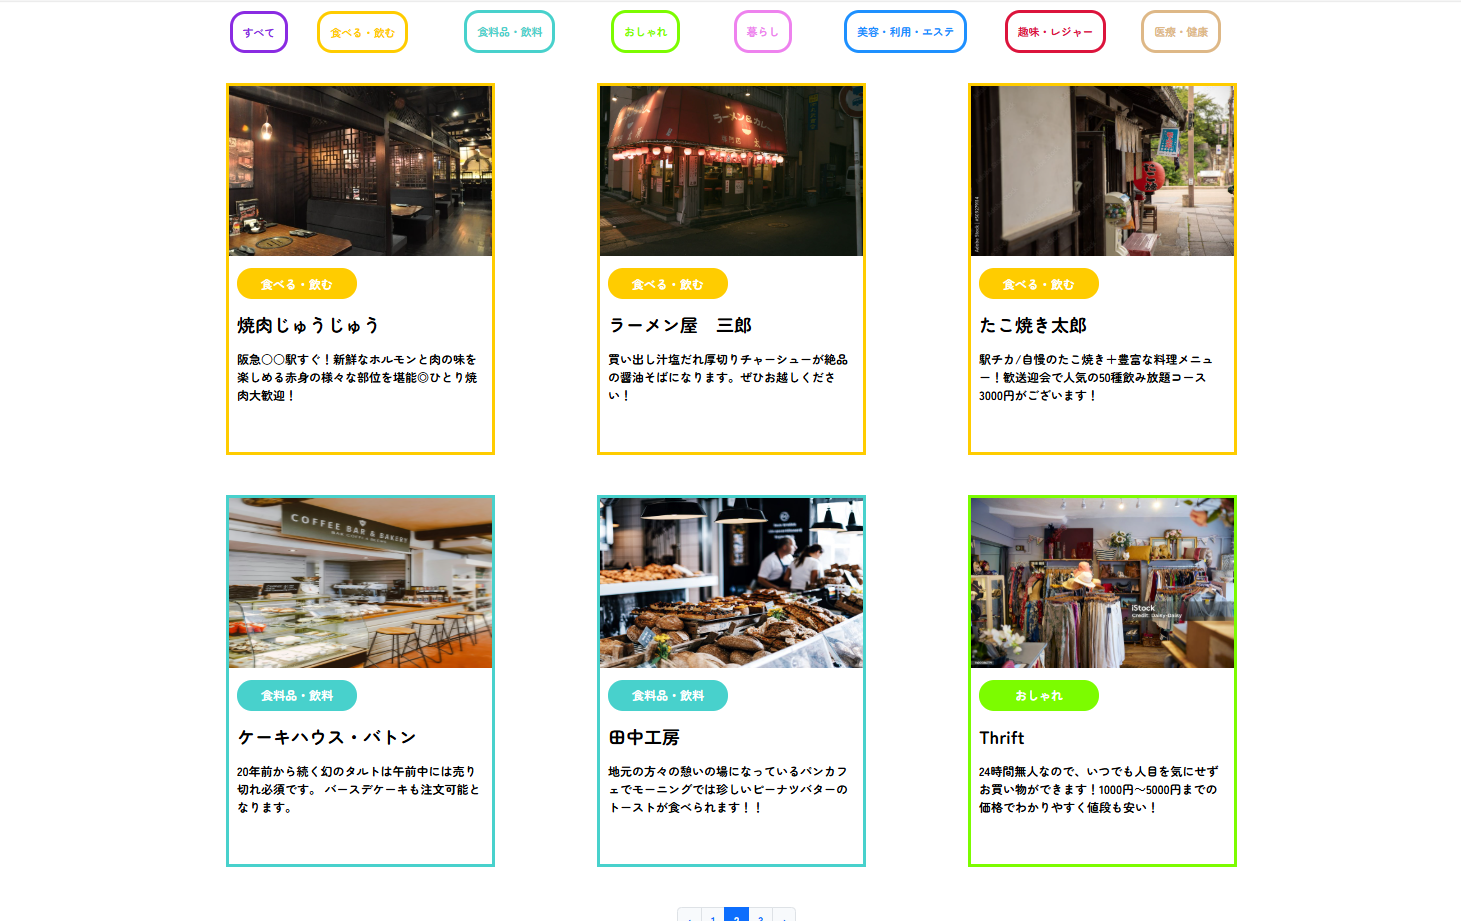 すべて
食べる・飲む
食料品・飲料
おしゃれ
暮らし
美容・利用・エステ
趣味・レジャー
医療・健康
ラーメン&カレー
たこ焼
食べる・飲む
食べる・飲む
食べる・飲む
焼肉じゅうじゅう
ラーメン屋　三郎
たこ焼き太郎
阪急〇〇駅すぐ！新鮮なホルモンと肉の味を
楽しめる赤身の様々な部位を堪能◎ひとり焼
肉大歓迎！
買い出し汁塩だれ厚切りチャーシューが絶品
の醤油そばになります。ぜひお越しくださ
い！
駅チカ/自慢のたこ焼き＋豊富な料理メニュ
ー！歓送迎会で人気の50種飲み放題コース
3000円がございます！
COFFEE BAR & BAKERY
iStock
Credit: Daisy-Daisy
食料品・飲料
食料品・飲料
おしゃれ
ケーキハウス・バトン
田中工房
Thrift
20年前から続く幻のタルトは午前中には売り
切れ必須です。 バースデケーキも注文可能と
なります。
地元の方々の憩いの場になっているパンカフ
ェでモーニングでは珍しいピーナツバターの
トーストが食べられます！！
24時間無人なので、いつでも人目を気にせず
お買い物ができます！1000円～5000円までの
価格でわかりやすく値段も安い！
‹ 1 2 3 ›